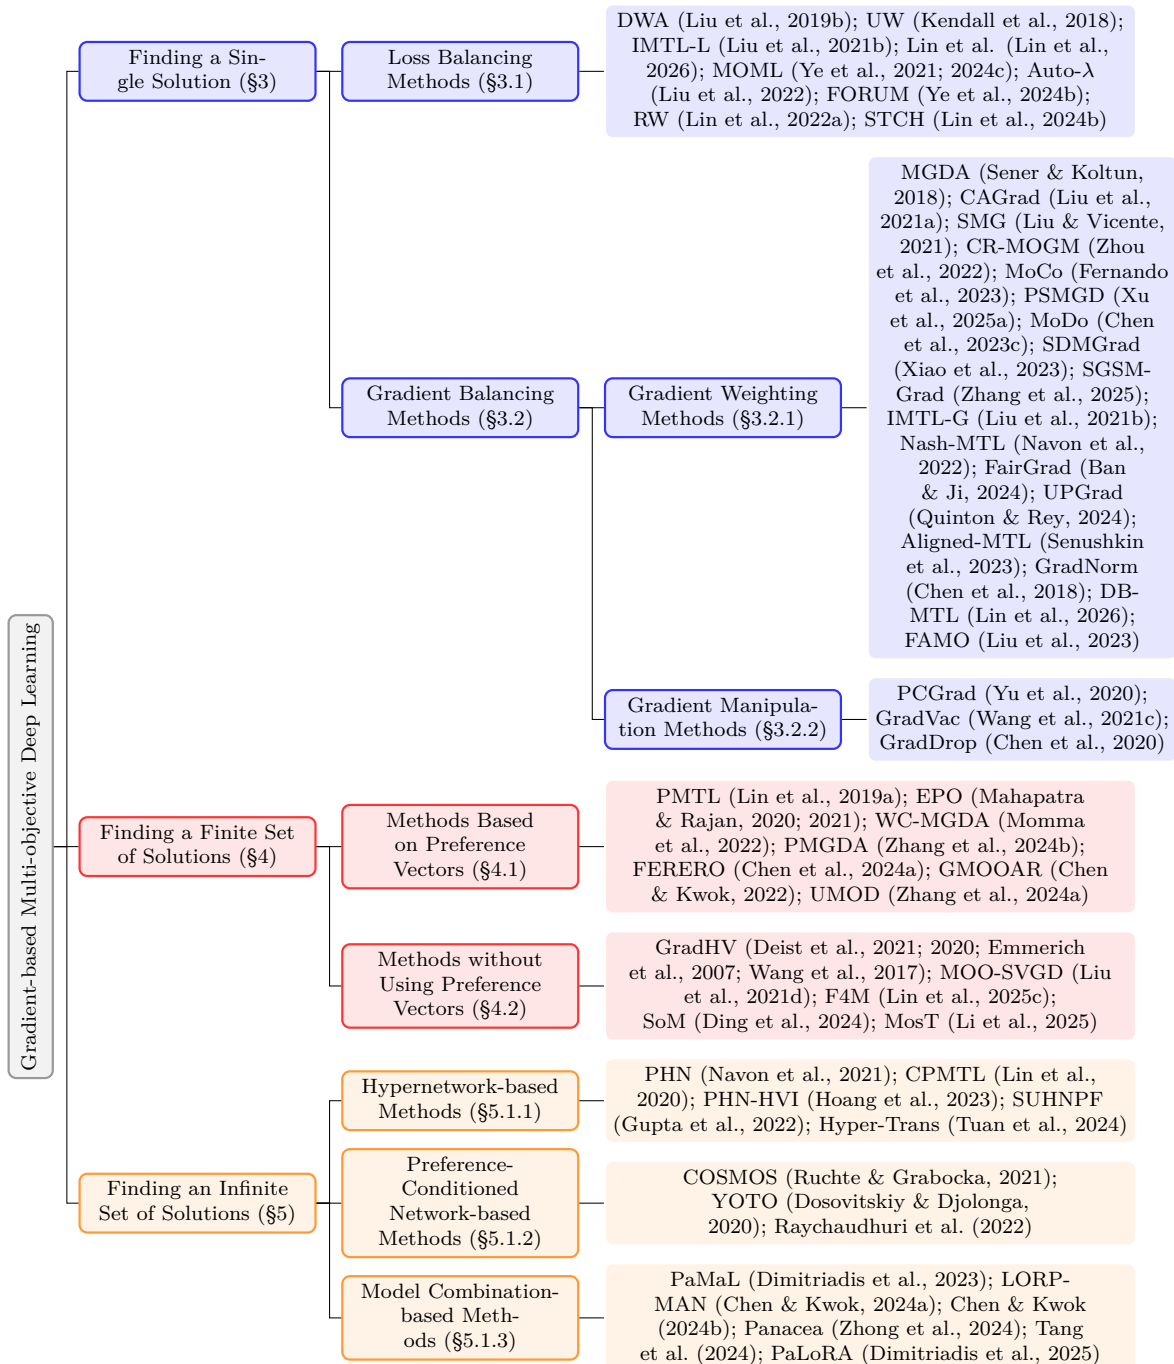 Gradient-based Multi-objective Deep Learning
Finding a Sin-
gle Solution (§3)
Loss Balancing
Methods (§3.1)
DWA (Liu et al., 2019b); UW (Kendall et al., 2018);
IMTL-L (Liu et al., 2021b); Lin et al. (Lin et al.,
2026); MOML (Ye et al., 2021; 2024c); Auto-λ
(Liu et al., 2022); FORUM (Ye et al., 2024b);
RW (Lin et al., 2022a); STCH (Lin et al., 2024b)
Gradient Balancing
Methods (§3.2)
Gradient Weighting
Methods (§3.2.1)
MGDA (Sener & Koltun,
2018); CAGrad (Liu et al.,
2021a); SMG (Liu & Vicente,
2021); CR-MOGM (Zhou
et al., 2022); MoCo (Fernando
et al., 2023); PSMGD (Xu
et al., 2025a); MoDo (Chen
et al., 2023c); SDMGrad
(Xiao et al., 2023); SGSM-
Grad (Zhang et al., 2025);
IMTL-G (Liu et al., 2021b);
Nash-MTL (Navon et al.,
2022); FairGrad (Ban
& Ji, 2024); UPGrad
(Quinton & Rey, 2024);
Aligned-MTL (Senushkin
et al., 2023); GradNorm
(Chen et al., 2018); DB-
MTL (Lin et al., 2026);
FAMO (Liu et al., 2023)
Gradient Manipula-
tion Methods (§3.2.2)
PCGrad (Yu et al., 2020);
GradVac (Wang et al., 2021c);
GradDrop (Chen et al., 2020)
Finding a Finite Set
of Solutions (§4)
Methods Based
on Preference
Vectors (§4.1)
PMTL (Lin et al., 2019a); EPO (Mahapatra
& Rajan, 2020; 2021); WC-MGDA (Momma
et al., 2022); PMGDA (Zhang et al., 2024b);
FERERO (Chen et al., 2024a); GMOOAR (Chen
& Kwok, 2022); UMOD (Zhang et al., 2024a)
Methods without
Using Preference
Vectors (§4.2)
GradHV (Deist et al., 2021; 2020; Emmerich
et al., 2007; Wang et al., 2017); MOO-SVGD (Liu
et al., 2021d); F4M (Lin et al., 2025c);
SoM (Ding et al., 2024); MosT (Li et al., 2025)
Finding an Infinite
Set of Solutions (§5)
Hypernetwork-based
Methods (§5.1.1)
PHN (Navon et al., 2021); CPMTL (Lin et al.,
2020); PHN-HVI (Hoang et al., 2023); SUHNPF
(Gupta et al., 2022); Hyper-Trans (Tuan et al., 2024)
Preference-
Conditioned
Network-based
Methods (§5.1.2)
COSMOS (Ruchte & Grabocka, 2021);
YOTO (Dosovitskiy & Djolonga,
2020); Raychaudhuri et al. (2022)
Model Combination-
based Meth-
ods (§5.1.3)
PaMaL (Dimitriadis et al., 2023); LORP-
MAN (Chen & Kwok, 2024a); Chen & Kwok
(2024b); Panacea (Zhong et al., 2024); Tang
et al. (2024); PaLoRA (Dimitriadis et al., 2025)